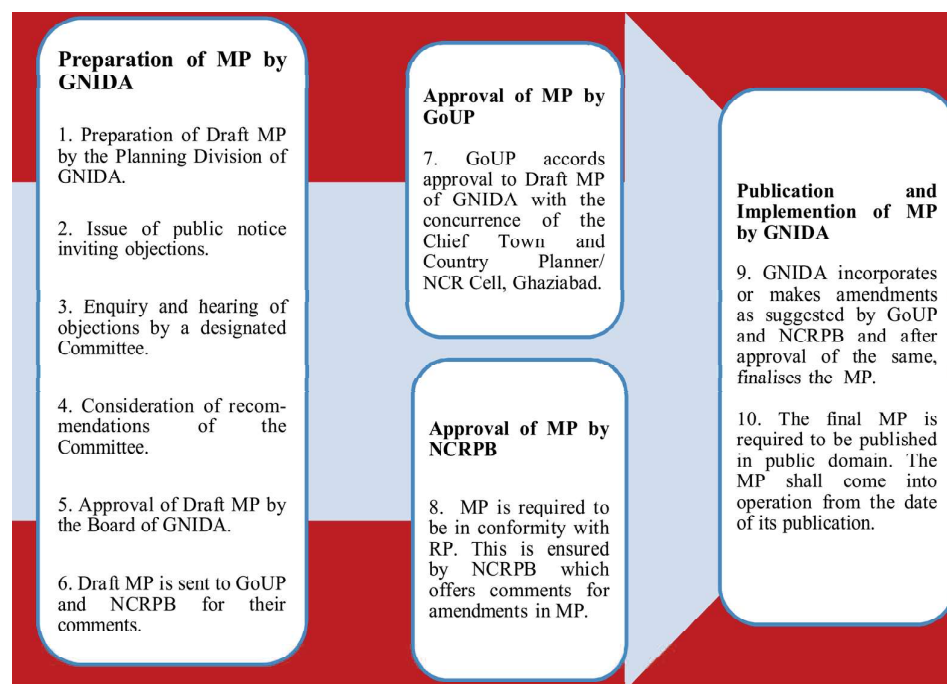 Preparation of MP by
GNIDA
1. Preparation of Draft MP
by the Planning Division of
GNIDA.
2. Issue of public notice
inviting objections.
3. Enquiry and hearing of
objections by a designated
Committee.
4. Consideration of recom-
mendations of the
Committee.
5. Approval of Draft MP by
the Board of GNIDA.
6. Draft MP is sent to GoUP
and NCRPB for their
comments.
Approval of MP by
GoUP
7. GoUP accords
approval to Draft MP
of GNIDA with the
concurrence of the
Chief Town and
Country Planner/
NCR Cell, Ghaziabad.
Approval of MP by
NCRPB
8. MP is required to
be in conformity with
RP. This is ensured
by NCRPB which
offers comments for
amendments in MP.
Publication and
Implemention of MP
by GNIDA
9. GNIDA incorporates
or makes amendments
as suggested by GoUP
and NCRPB and after
approval of the same,
finalises the MP.
10. The final MP is
required to be published
in public domain. The
MP shall come into
operation from the date
of its publication.